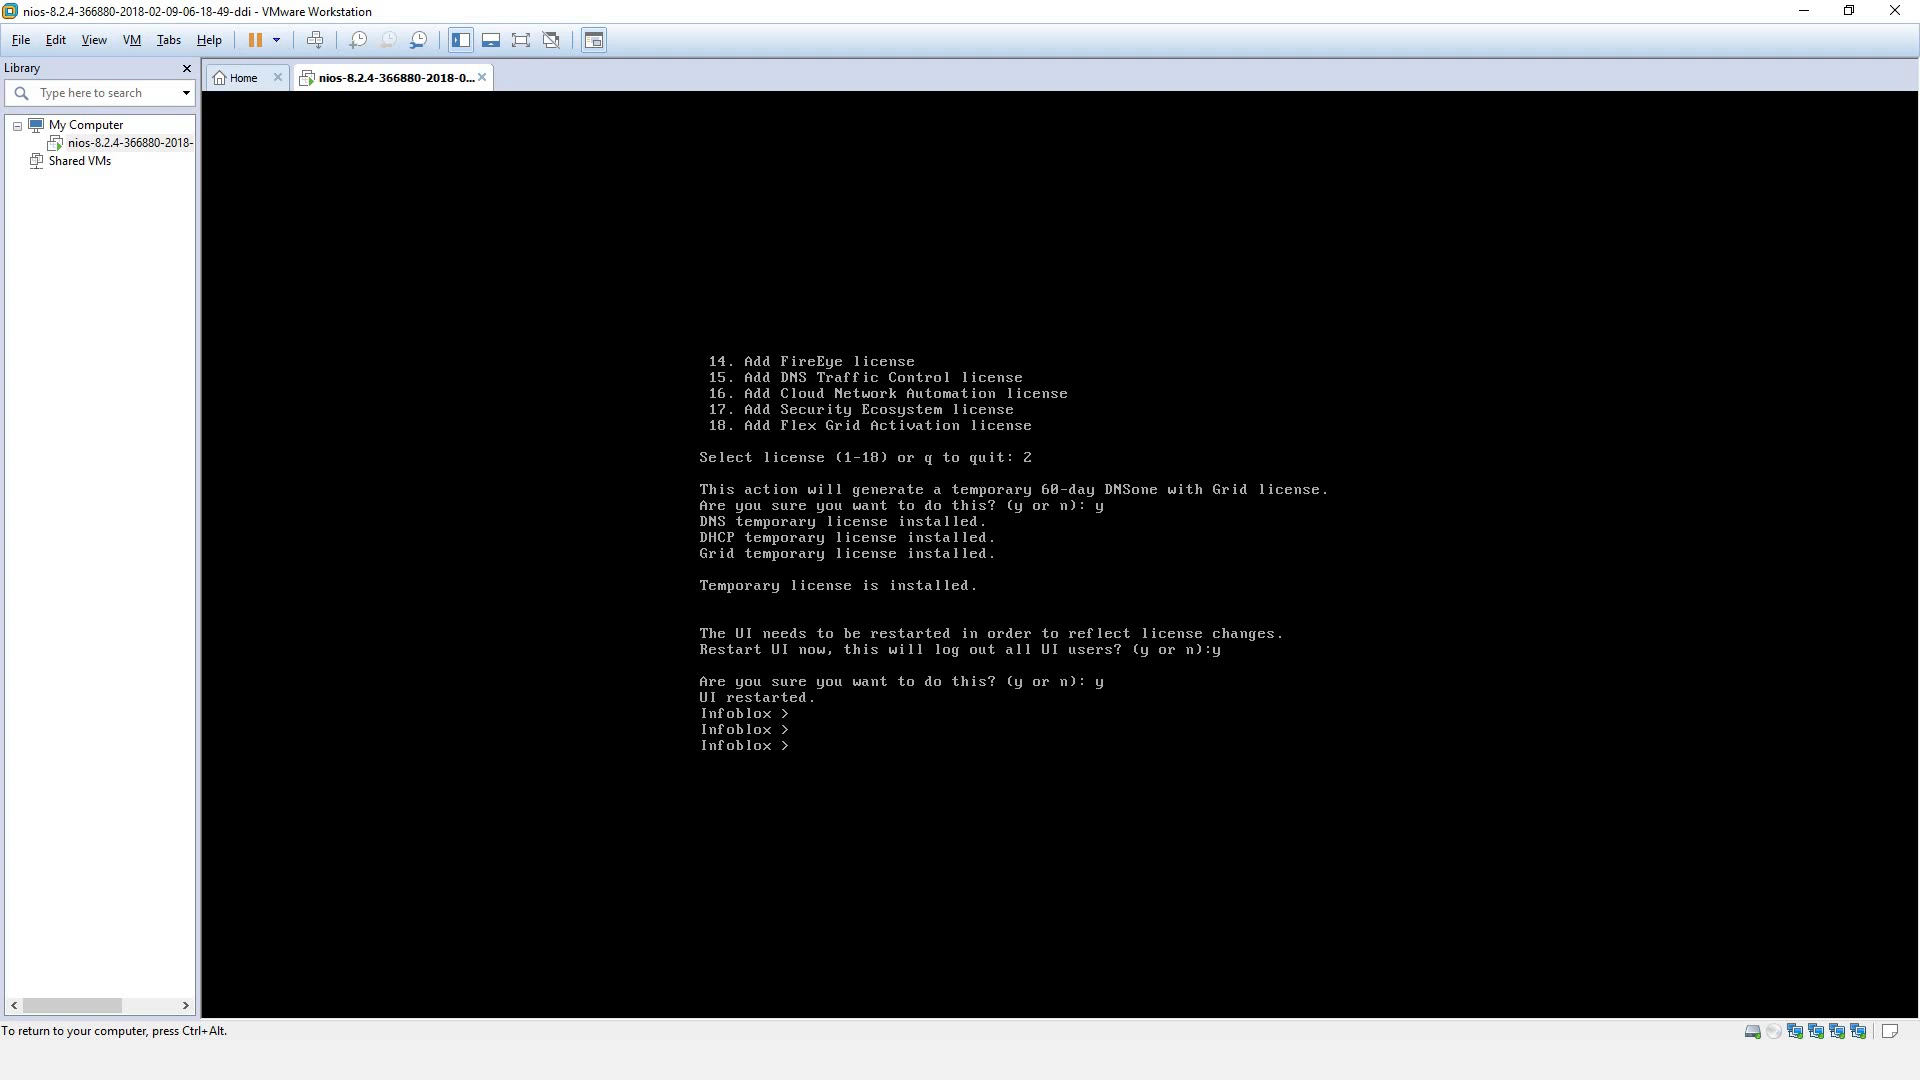 nios-8.2.4-366880-2018-02-09-06-18-49-ddi - VMware Workstation
File Edit View VM Tabs Help
Library
Type here to search
My Computer
nios-8.2.4-366880-2018-
Shared VMs
Home
nios-8.2.4-366880-2018-0...
14. Add FireEye license
15. Add DNS Traffic Control license
16. Add Cloud Network Automation license
17. Add Security Ecosystem license
18. Add Flex Grid Activation license
Select license (1-18) or q to quit: 2
This action will generate a temporary 60-day DNSone with Grid license.
Are you sure you want to do this? (y or n): y
DNS temporary license installed.
DHCP temporary license installed.
Grid temporary license installed.
Temporary license is installed.
The UI needs to be restarted in order to reflect license changes.
Restart UI now, this will log out all UI users? (y or n):y
Are you sure you want to do this? (y or n): y
UI restarted.
Infoblox >
Infoblox >
Infoblox >
To return to your computer, press Ctrl+Alt.